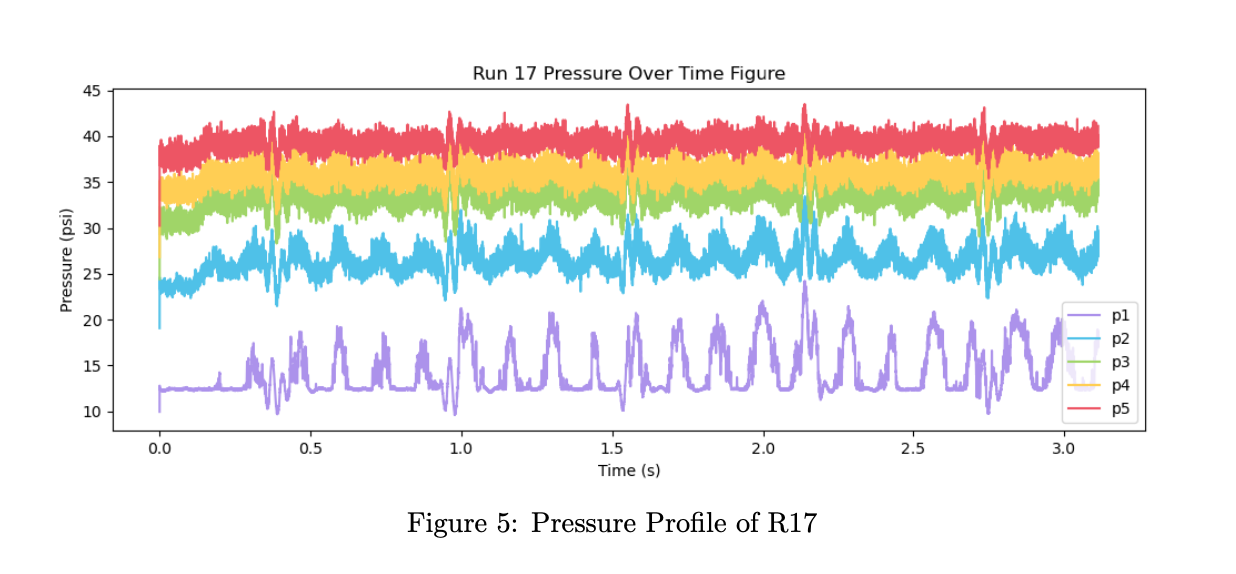 Run 17 Pressure Over Time Figure
45
40
35
30
25
20
15
10
Pressure (psi)
0.0 0.5 1.0 1.5 2.0 2.5 3.0
Time (s)
p1
p2
p3
p4
p5
Figure 5: Pressure Profile of R17